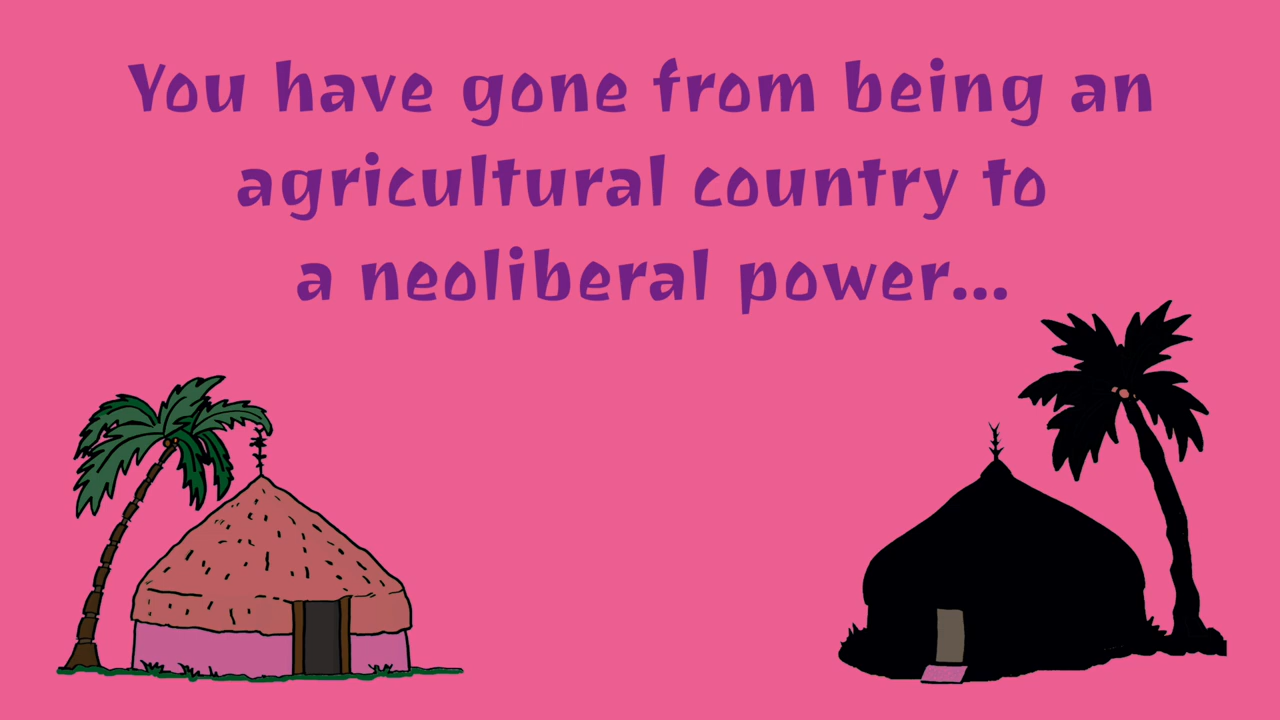 You have gone from being an
agricultural country to
a neoliberal power...